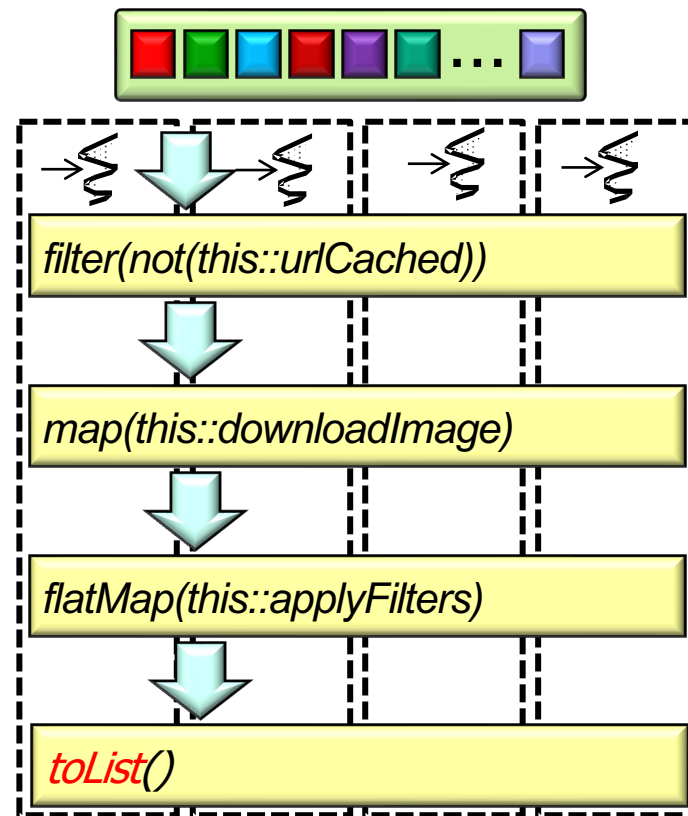 ...
filter(not(this::urlCached))
map(this::downloadImage)
flatMap(this::applyFilters)
toList()